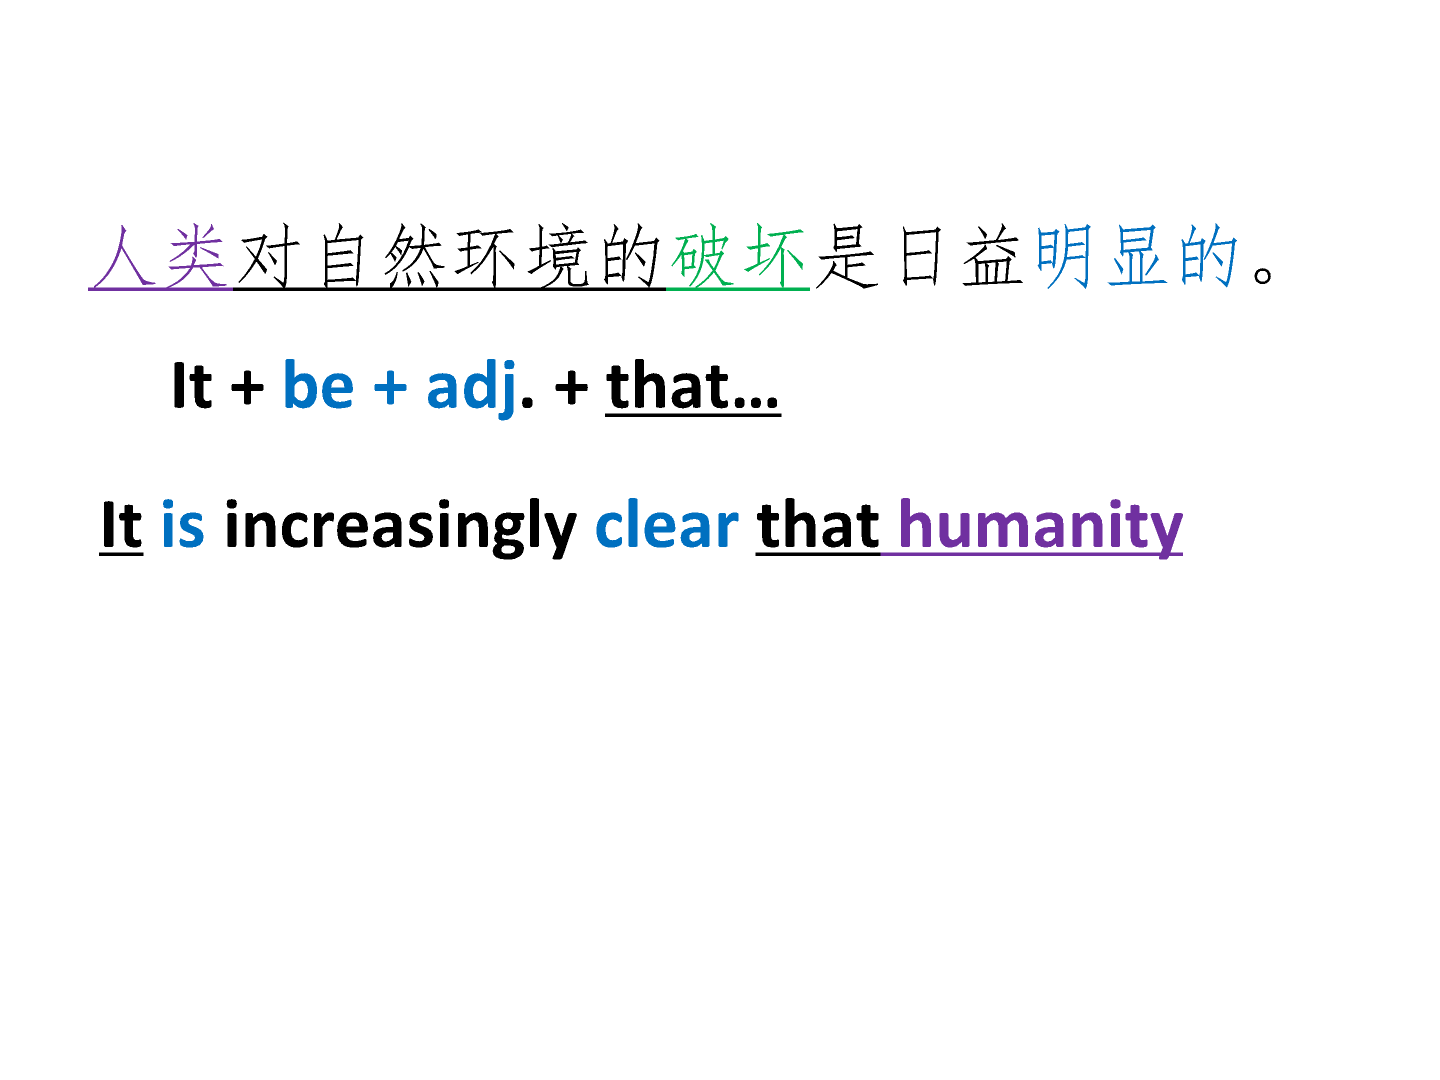 人类对自然环境的破坏是日益明显的。
It + be + adj. + that…
It is increasingly clear that humanity